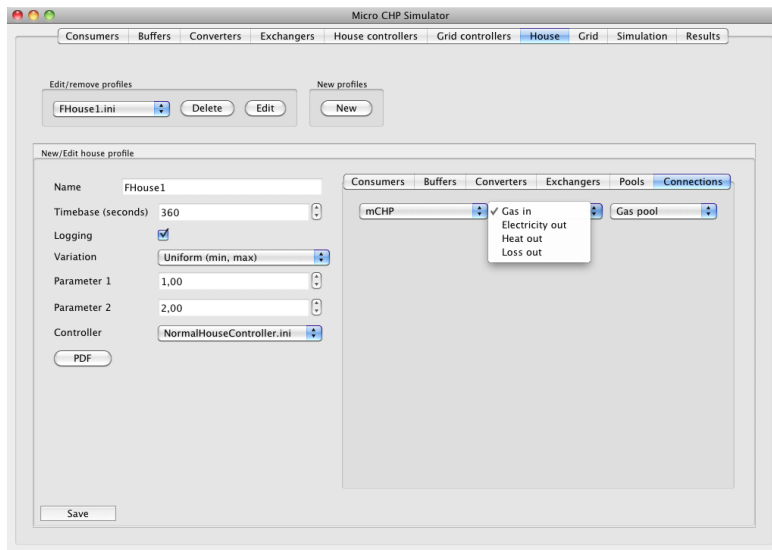 Micro CHP Simulator
Consumers Buffers Converters Exchangers House controllers Grid controllers House Grid Simulation Results
Edit/remove profiles New profiles
FHouse1.ini Delete Edit New
New/Edit house profile
Consumers Buffers Converters Exchangers Pools Connections
Name FHouse1
mCHP Gas in Gas pool
Timebase (seconds) 360
Electricity out
Logging
Heat out
Variation Uniform (min, max)
Loss out
Parameter 1 1,00
Parameter 2 2,00
Controller NormalHouseController.ini
PDF
Save